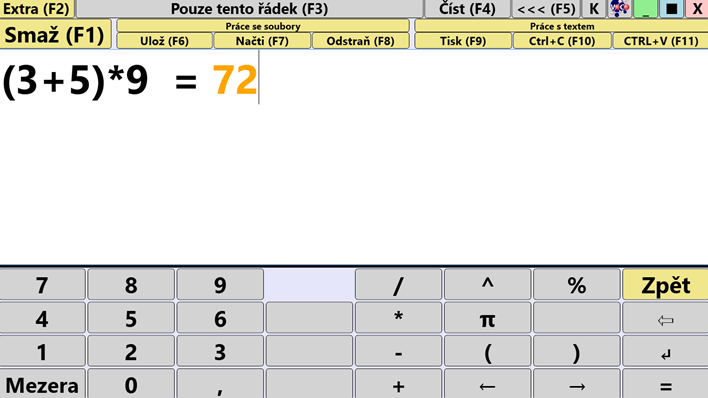 Extra (F2) Pouze tento řádek (F3) Číst (F4) <<< (F5) K _ ■ X
Smaž (F1) Práce se soubory Práce s textem
Ulož (F6) Načti (F7) Odstraň (F8) Tisk (F9) Ctrl+C (F10) CTRL+V (F11)
(3+5)*9 = 72
7 8 9 / ^ % Zpět
4 5 6 * π ⇦
1 2 3 - ( ) ↲
Mezera 0 , + ← → =